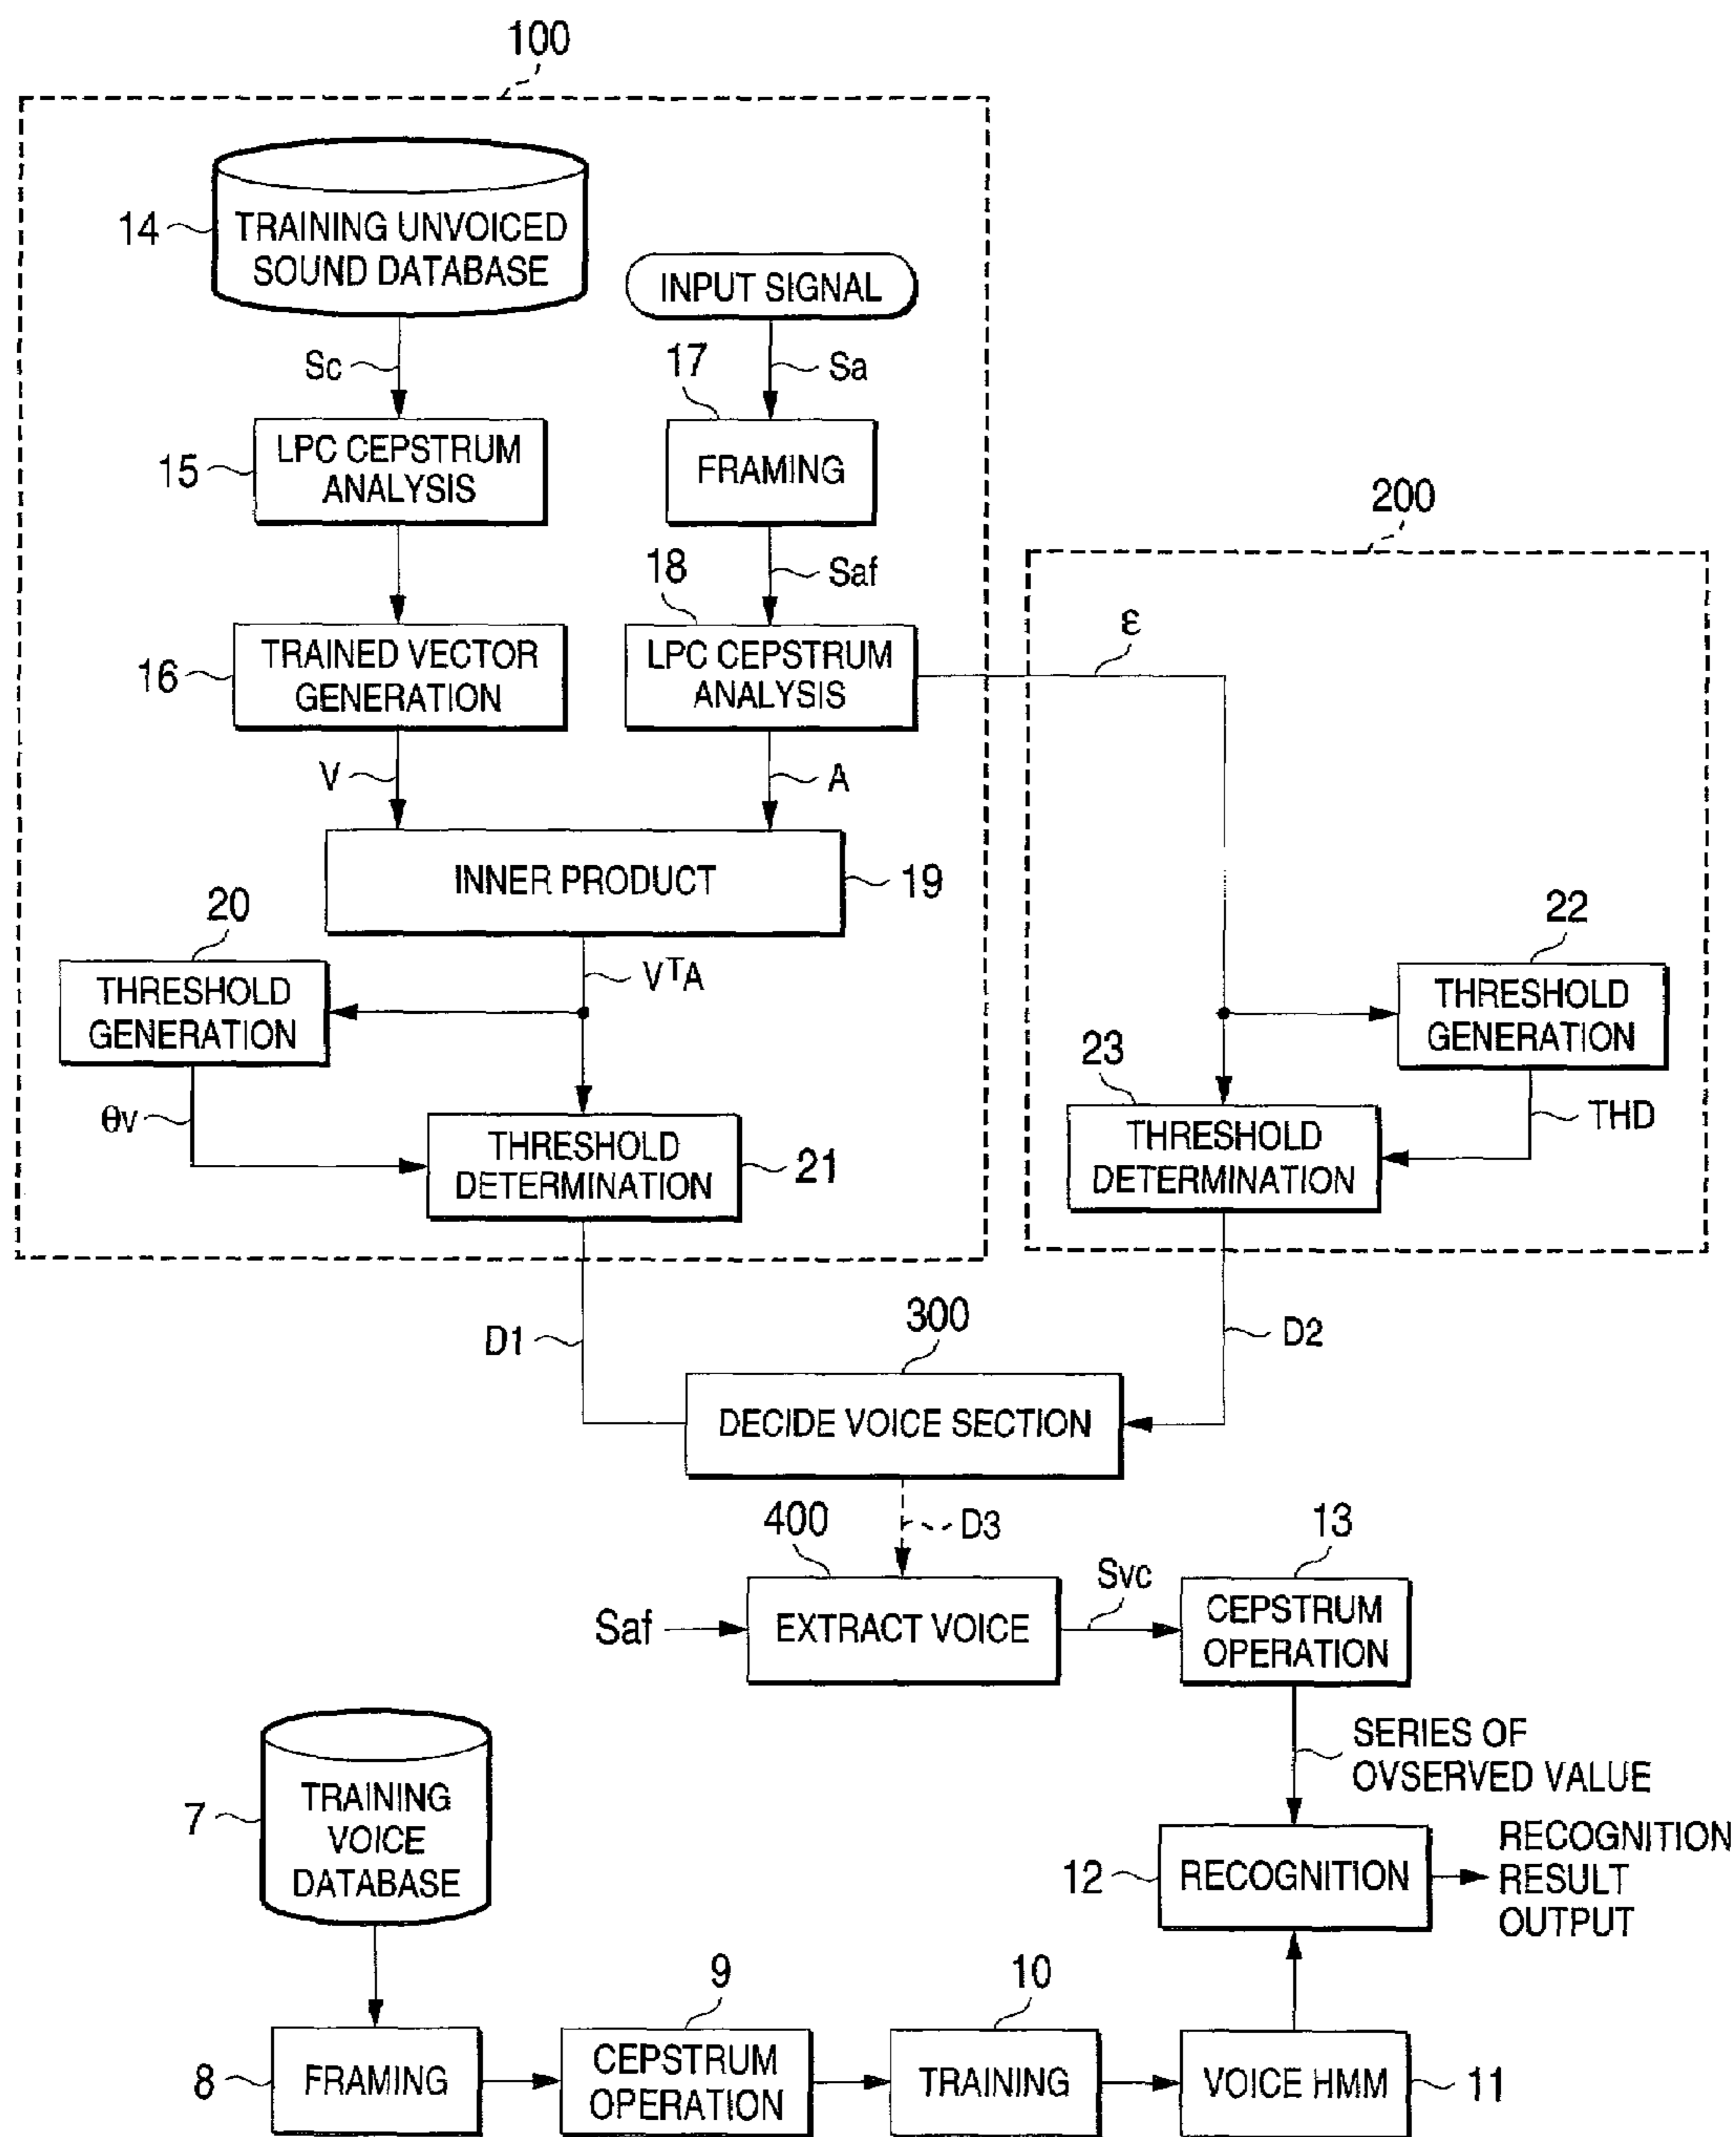 100
14
TRAINING UNVOICED
SOUND DATABASE
INPUT SIGNAL
Sc
17
Sa
15
LPC CEPSTRUM
ANALYSIS
FRAMING
200
18
Saf
16
TRAINED VECTOR
GENERATION
LPC CEPSTRUM
ANALYSIS
ε
V
A
INNER PRODUCT
19
20
VᵀA
22
THRESHOLD
GENERATION
THRESHOLD
GENERATION
23
θv
THD
THRESHOLD
DETERMINATION
21
THRESHOLD
DETERMINATION
D1
300
D2
DECIDE VOICE SECTION
400
D3
13
Saf
EXTRACT VOICE
Svc
CEPSTRUM
OPERATION
SERIES OF
OVSERVED VALUE
7
TRAINING
VOICE
DATABASE
12
RECOGNITION
RECOGNITION
RESULT
OUTPUT
9
10
8
FRAMING
CEPSTRUM
OPERATION
TRAINING
VOICE HMM
11